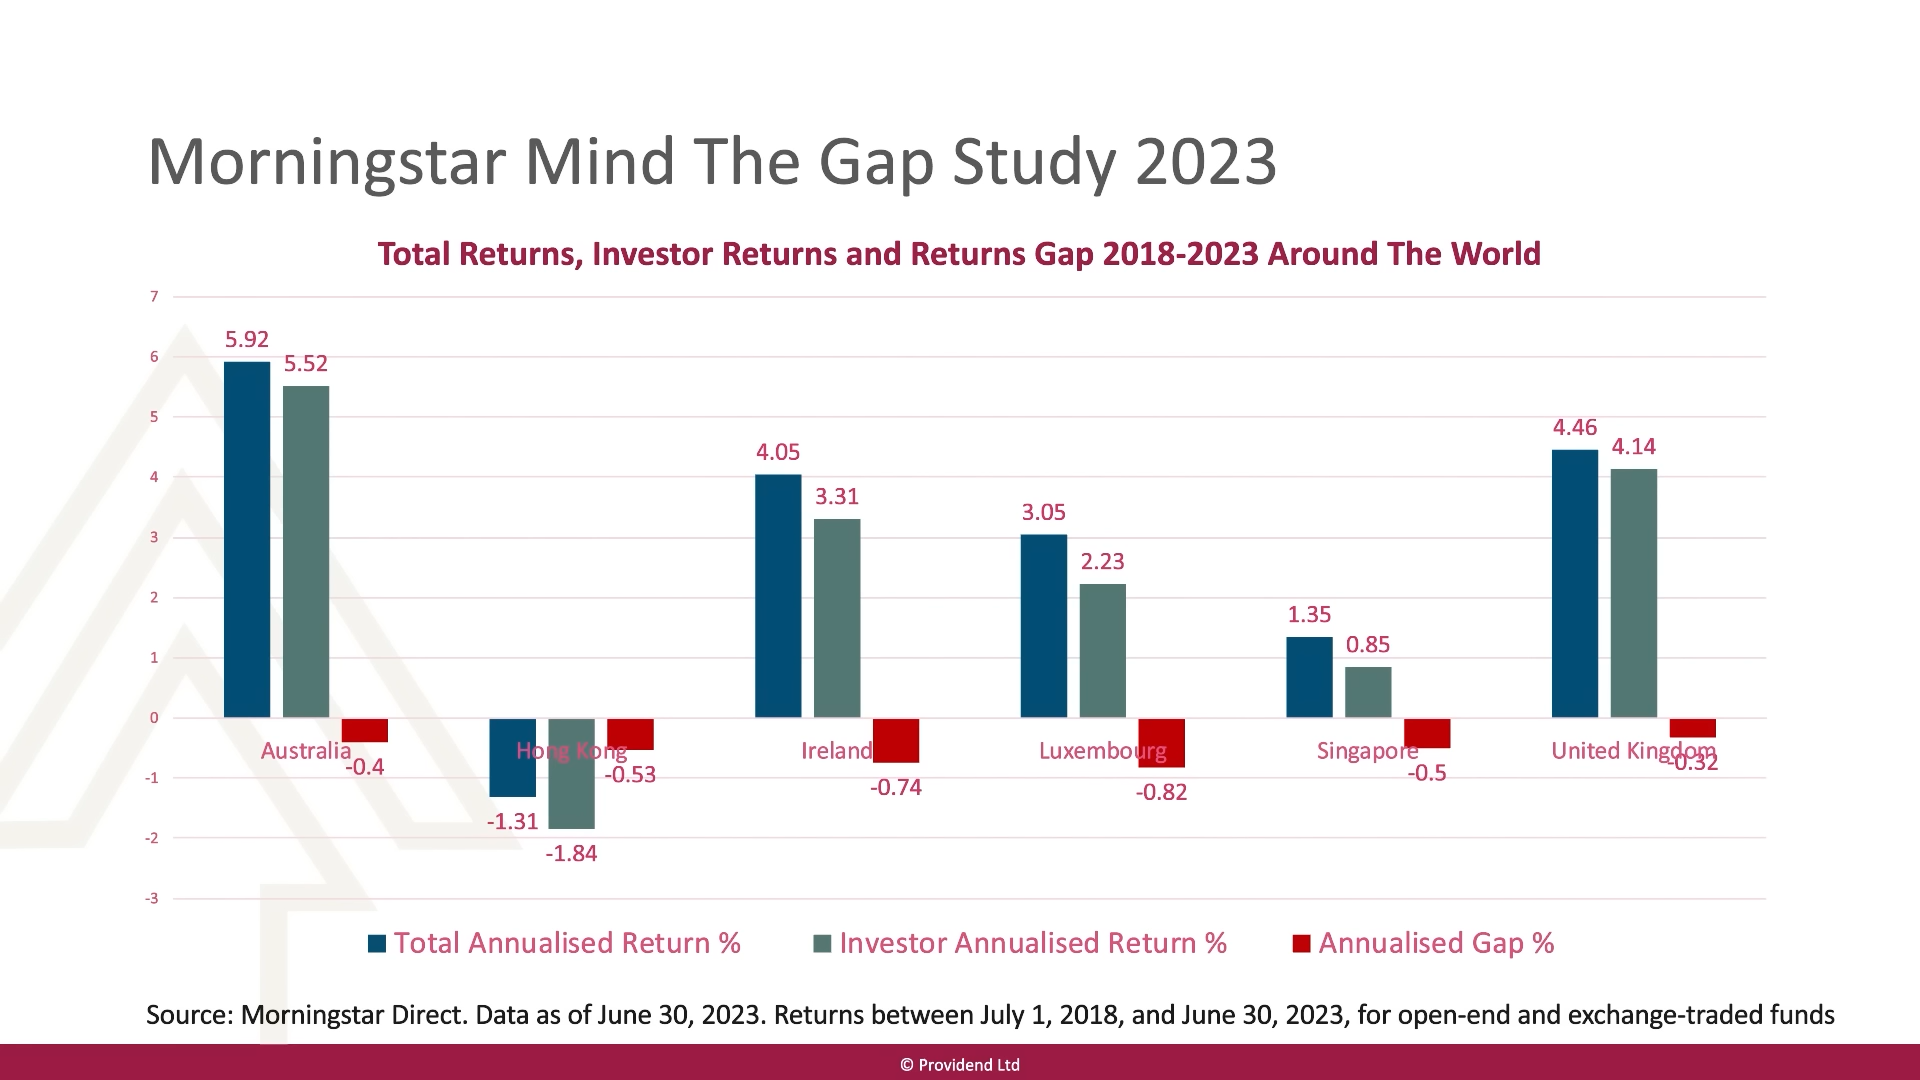 Morningstar Mind The Gap Study 2023
Total Returns, Investor Returns and Returns Gap 2018-2023 Around The World
7
6
5
4
3
2
1
0
-1
-2
-3
5.92
5.52
-0.4
Australia
-1.31
-1.84
-0.53
Hong Kong
4.05
3.31
-0.74
Ireland
3.05
2.23
-0.82
Luxembourg
1.35
0.85
-0.5
Singapore
4.46
4.14
-0.32
United Kingdom
Total Annualised Return %
Investor Annualised Return %
Annualised Gap %
Source: Morningstar Direct. Data as of June 30, 2023. Returns between July 1, 2018, and June 30, 2023, for open-end and exchange-traded funds
© Providend Ltd